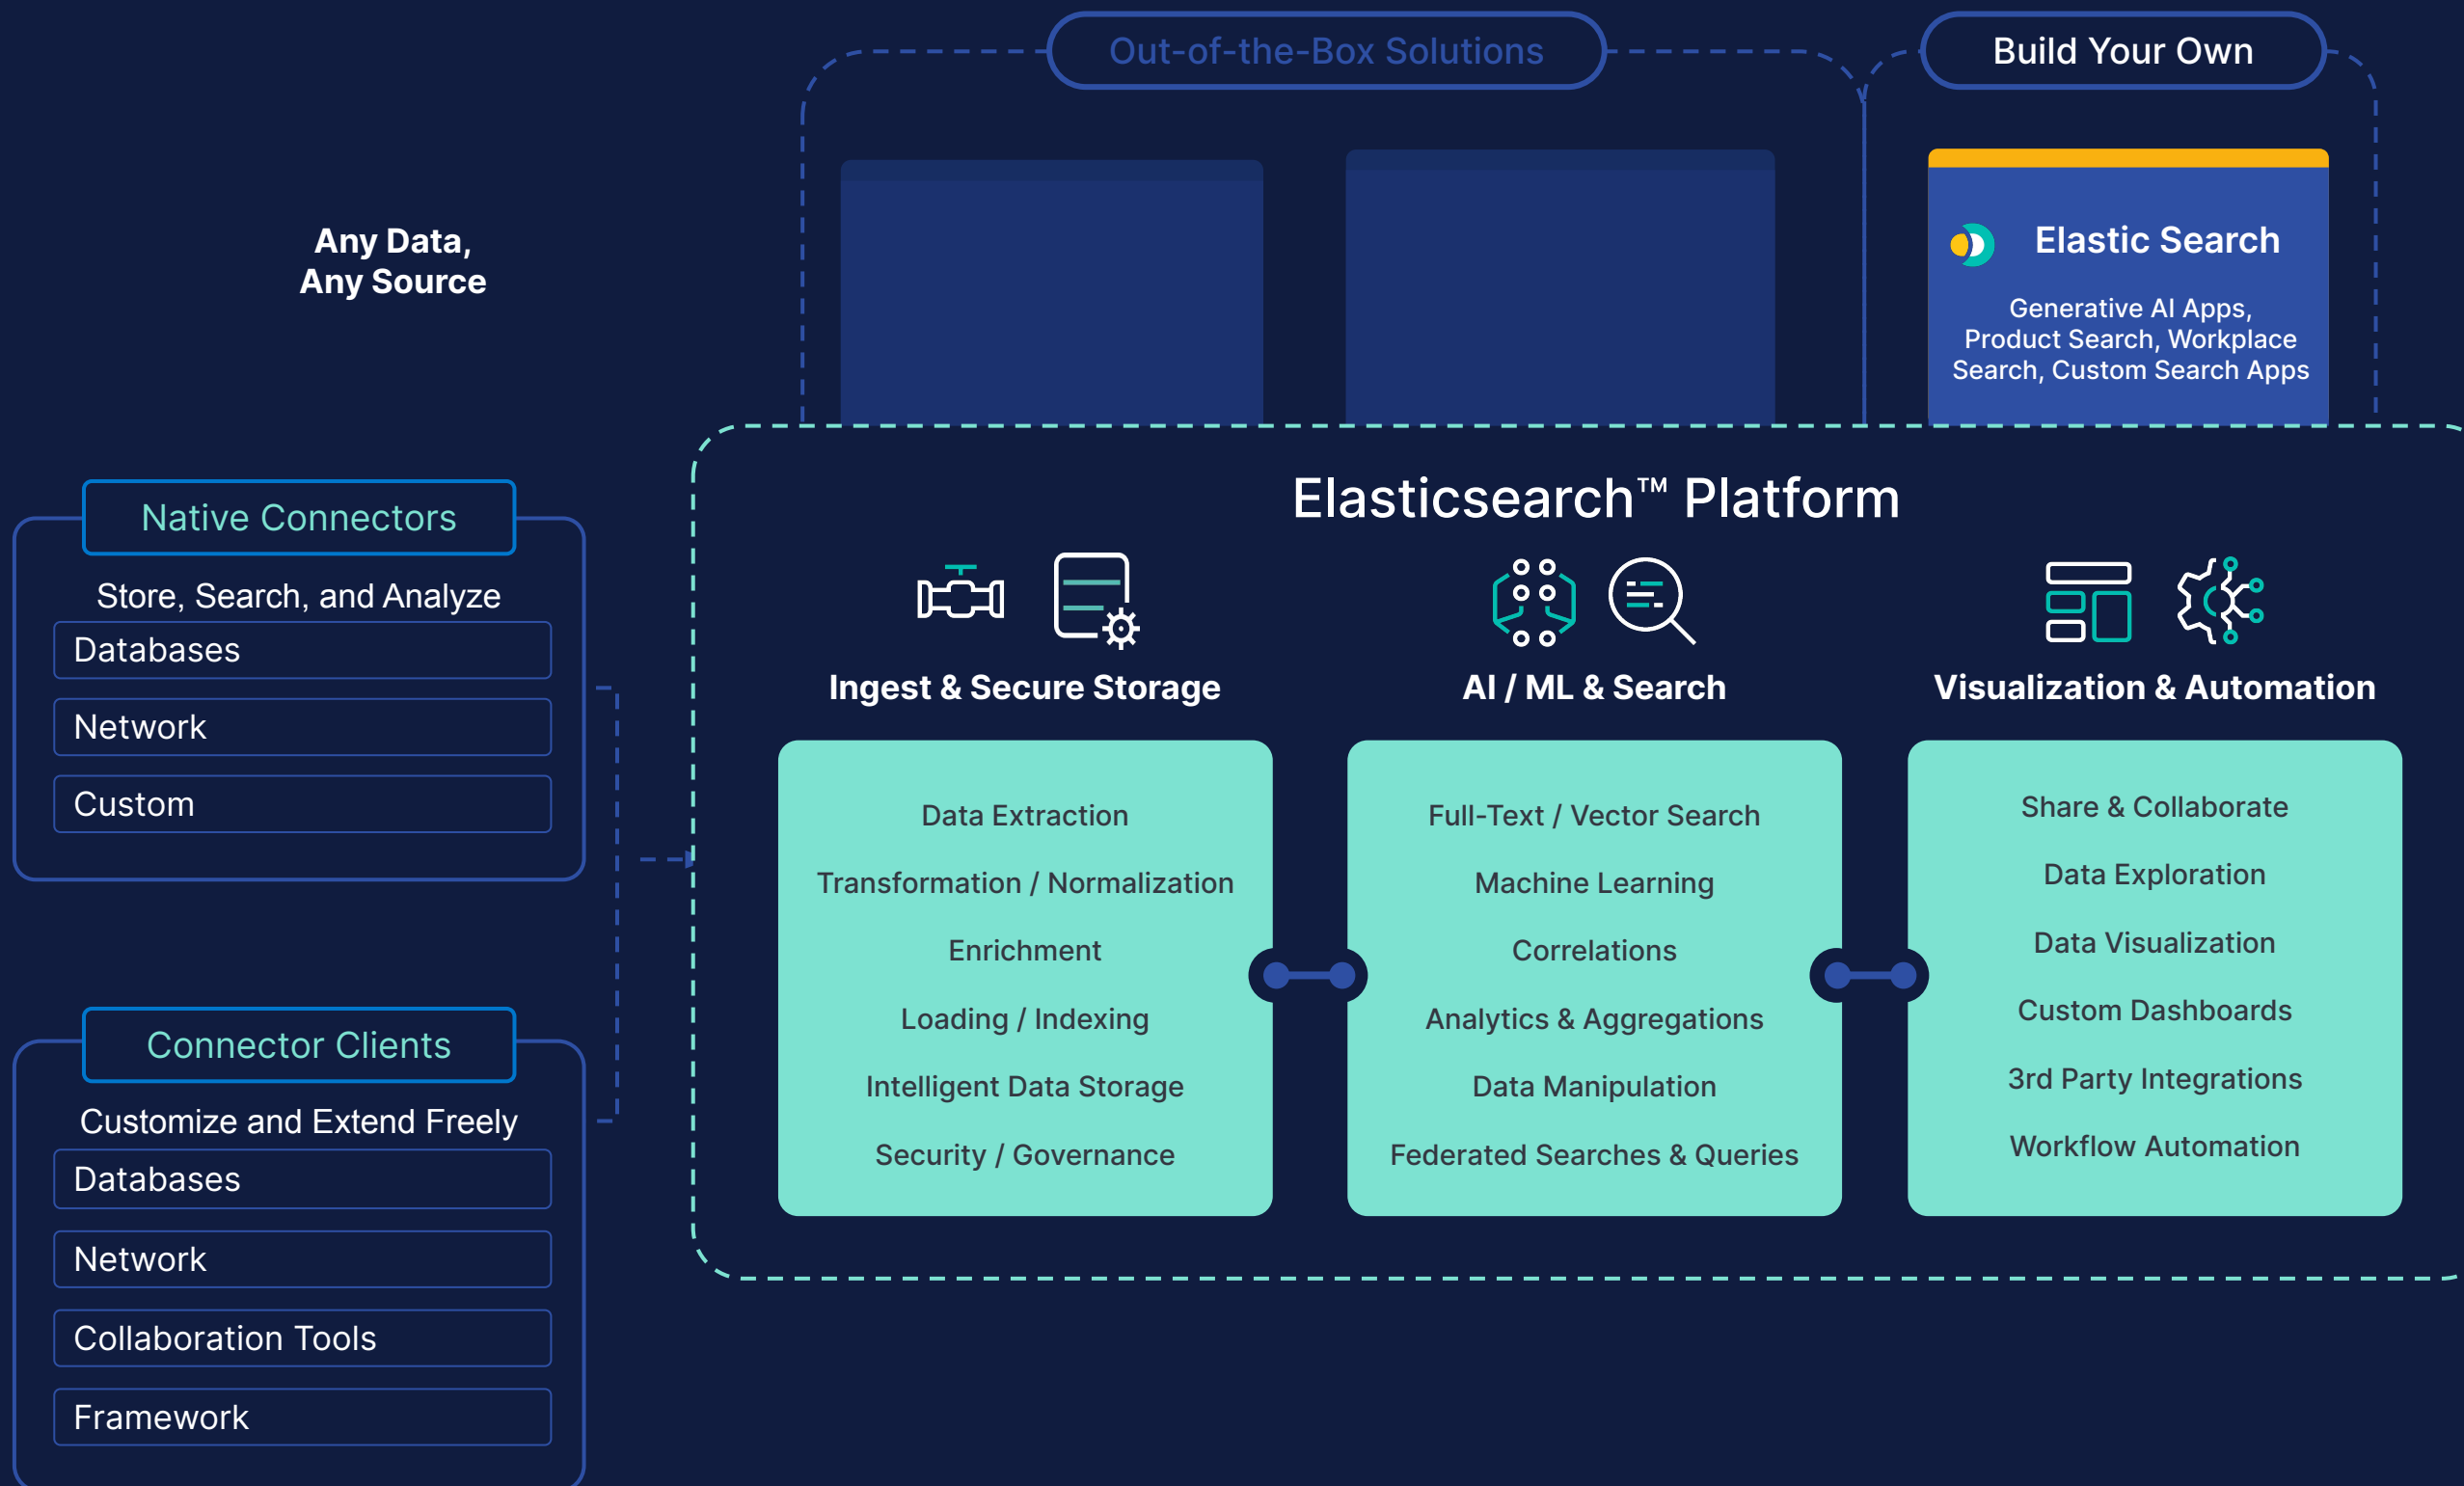 Out-of-the-Box Solutions
Build Your Own
Any Data,
Any Source
Elastic Search
Generative AI Apps,
Product Search, Workplace
Search, Custom Search Apps
Native Connectors
Store, Search, and Analyze
Databases
Network
Custom
Connector Clients
Customize and Extend Freely
Databases
Network
Collaboration Tools
Framework
Elasticsearch™ Platform
Ingest & Secure Storage
Data Extraction
Transformation / Normalization
Enrichment
Loading / Indexing
Intelligent Data Storage
Security / Governance
AI / ML & Search
Full-Text / Vector Search
Machine Learning
Correlations
Analytics & Aggregations
Data Manipulation
Federated Searches & Queries
Visualization & Automation
Share & Collaborate
Data Exploration
Data Visualization
Custom Dashboards
3rd Party Integrations
Workflow Automation